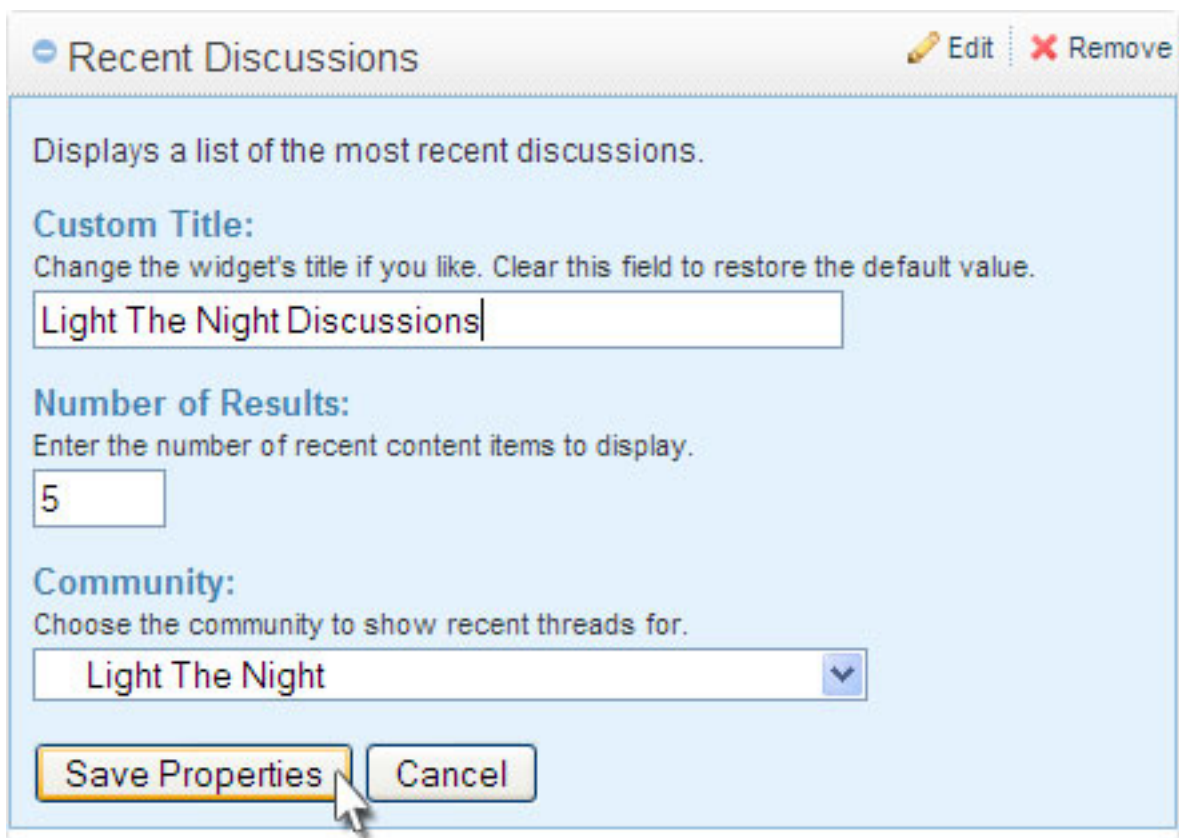 Recent Discussions
Edit
Remove
Displays a list of the most recent discussions.
Custom Title:
Change the widget's title if you like. Clear this field to restore the default value.
Light The Night Discussions
Number of Results:
Enter the number of recent content items to display.
5
Community:
Choose the community to show recent threads for.
Light The Night
Save Properties
Cancel